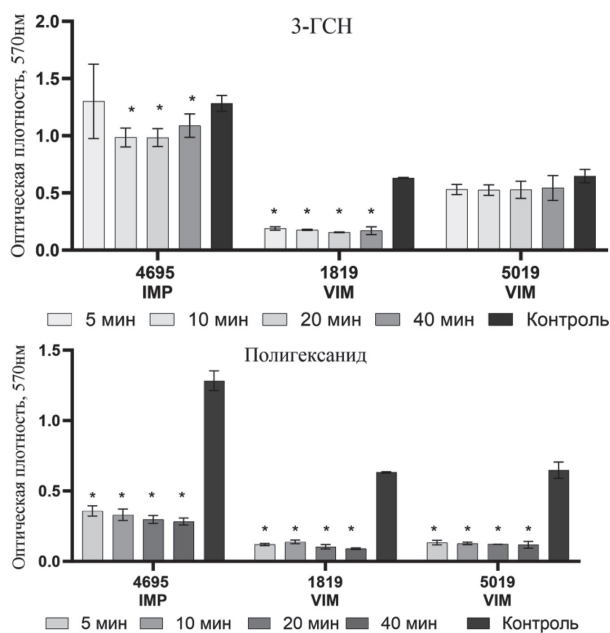 3-ГСН
Оптическая плотность, 570нм
2.0
1.5
1.0
0.5
0.0
* * *
* * * *
4695 1819 5019
IMP VIM VIM
5 мин 10 мин 20 мин 40 мин Контроль
Полигексанид
Оптическая плотность, 570нм
1.5
1.0
0.5
0.0
* * * *
* * * *
* * * *
4695 1819 5019
IMP VIM VIM
5 мин 10 мин 20 мин 40 мин Контроль